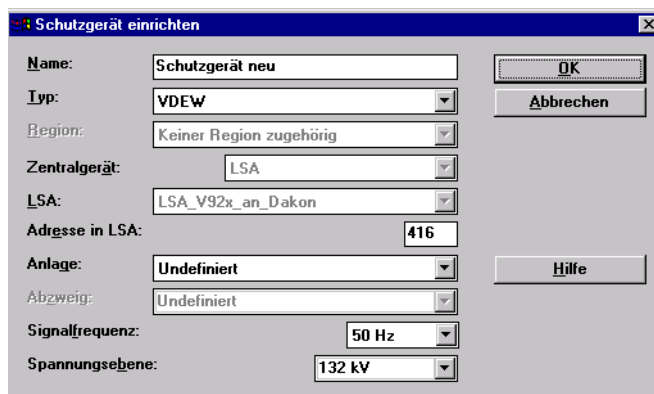 Schutzgerät einrichten
Name: Schutzgerät neu OK
Typ: VDEW Abbrechen
Region: Keiner Region zugehörig
Zentralgerät: LSA
LSA: LSA_V92x_an_Dakon
Adresse in LSA: 416
Anlage: Undefiniert Hilfe
Abzweig: Undefiniert
Signalfrequenz: 50 Hz
Spannungsebene: 132 kV